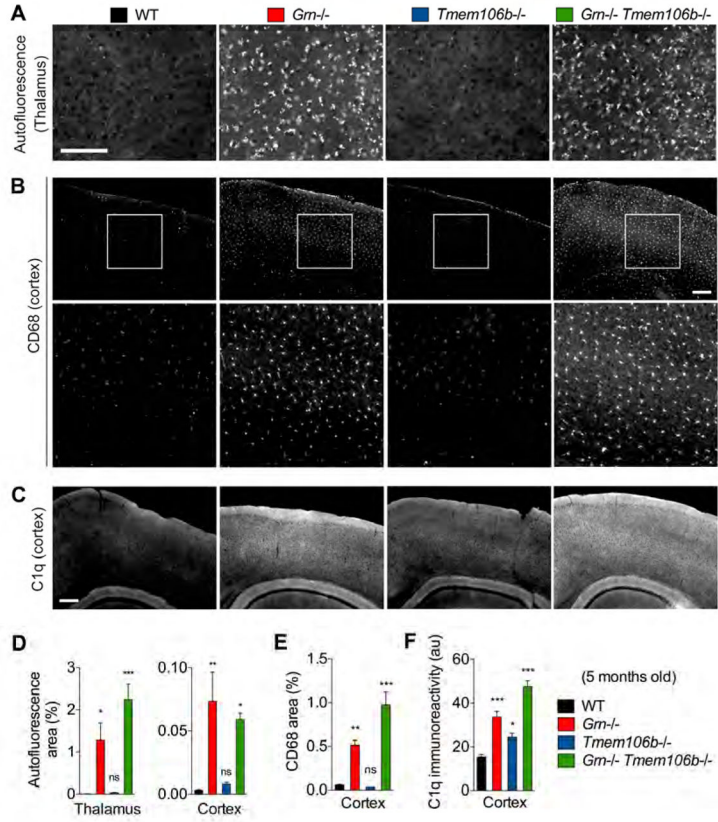 A
WT
Grn-/-
Tmem106b-/-
Grn-/- Tmem106b-/-
Autofluorescence
(Thalamus)
B
CD68 (cortex)
C
C1q (cortex)
D
Autofluorescence
area (%)
3
2
1
0
*
ns
***
Thalamus
0.10
0.05
0.00
**
ns
*
Cortex
E
CD68 area (%)
1.5
1.0
0.5
0.0
**
ns
***
Cortex
F
C1q immunoreactivity (au)
60
40
20
0
***
*
***
Cortex
(5 months old)
WT
Grn-/-
Tmem106b-/-
Grn-/- Tmem106b-/-